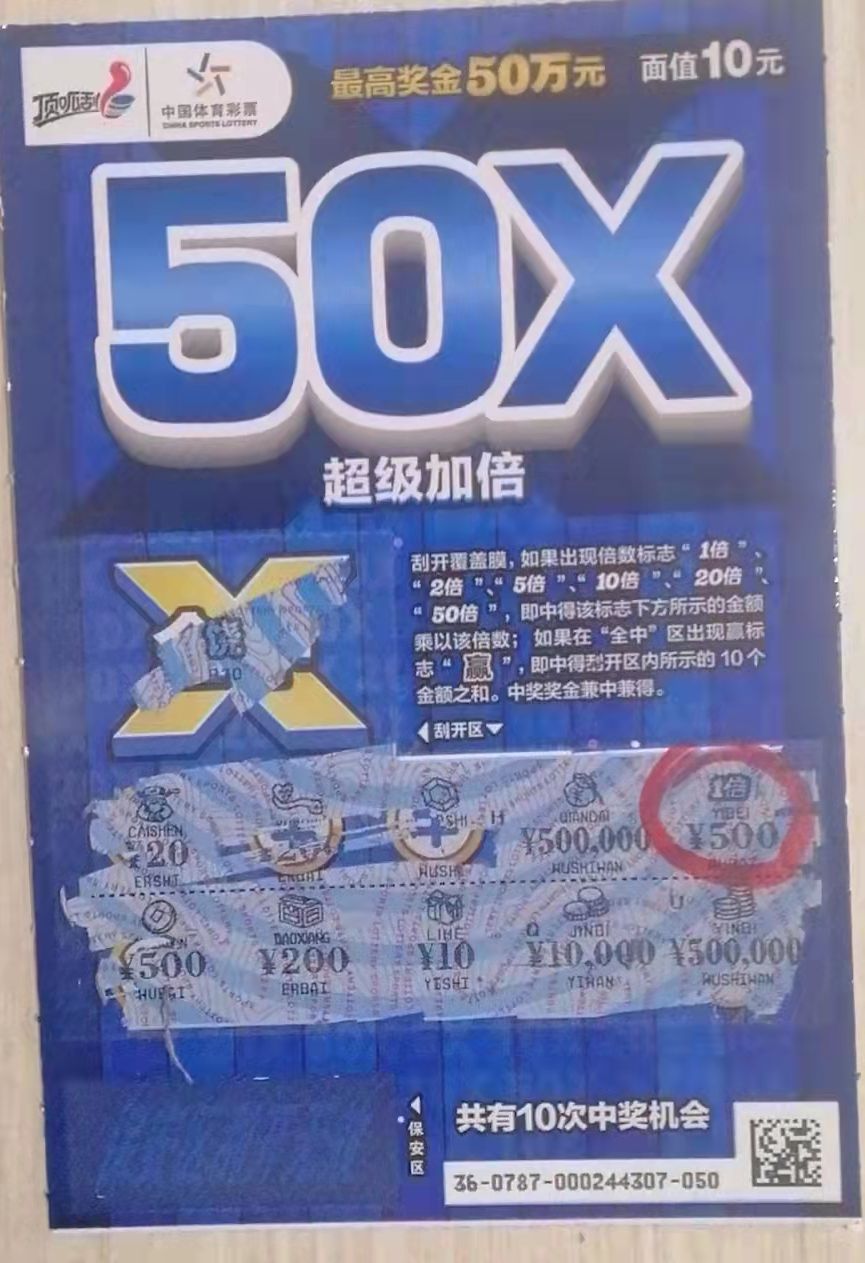 顶呱刮
中国体育彩票
CHINA SPORTS LOTTERY
最高奖金50万元
面值10元
50X
超级加倍
刮开覆盖膜，如果出现倍数标志“1倍”、
“2倍”、“5倍”、“10倍”、“20倍”、
“50倍”，即中得该标志下方所示的金额
乘以该倍数；如果在“全中”区出现赢标
志“赢”，即中得刮开区内所示的10个
金额之和。中奖奖金兼中兼得。
刮开区
CAISHEN
20
ERSHI
ERBAI
WUSHI
QIANDAI
¥500,000
WUSHIWAN
1倍
YIBEI
¥500
¥500
WUBAI
BAOXIANG
¥200
ERBAI
LIHE
¥10
YISHI
JINBI
¥10,000
YIWAN
YINBI
¥500,000
WUSHIWAN
保安区
共有10次中奖机会
36-0787-000244307-050